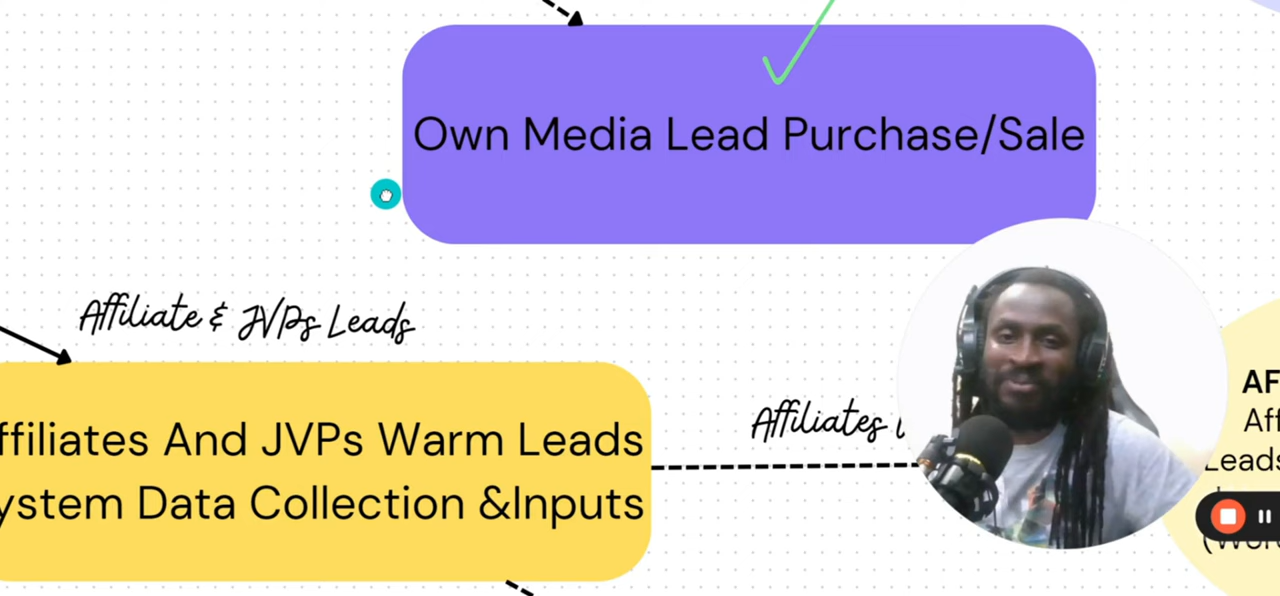 Own Media Lead Purchase/Sale
Affiliate & JVPs Leads
ffiliates And JVPs Warm Leads
ystem Data Collection &Inputs
Affiliates
AF
Aff
Leads